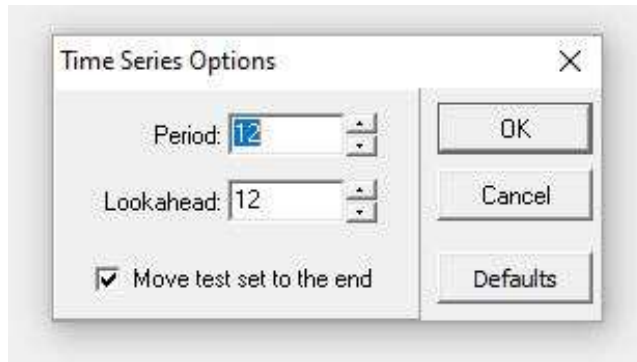 Time Series Options
Period: 12
OK
Lookahead: 12
Cancel
Move test set to the end
Defaults